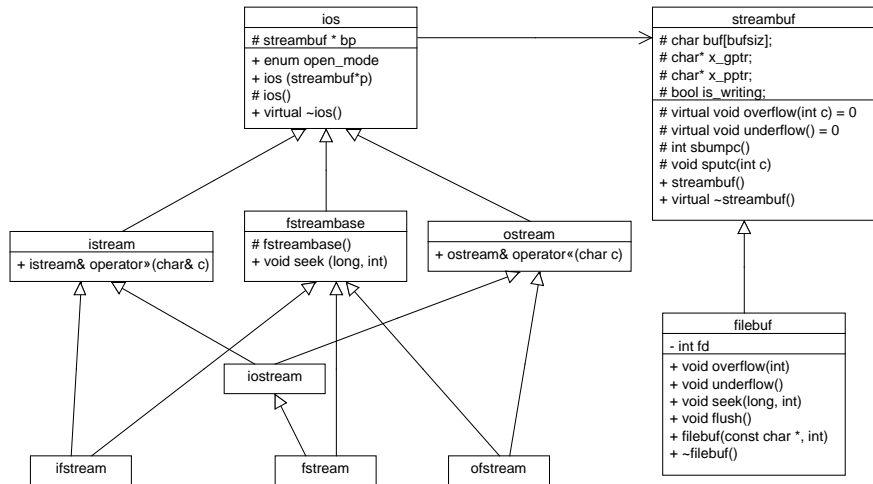 ios
# streambuf * bp
+ enum open_mode
+ ios (streambuf*p)
# ios()
+ virtual ~ios()
streambuf
# char buf[bufsiz];
# char* x_gptr;
# char* x_pptr;
# bool is_writing;
# virtual void overflow(int c) = 0
# virtual void underflow() = 0
# int sbumpc()
# void sputc(int c)
+ streambuf()
+ virtual ~streambuf()
istream
+ istream& operator»(char& c)
fstreambase
# fstreambase()
+ void seek (long, int)
ostream
+ ostream& operator«(char c)
filebuf
- int fd
+ void overflow(int)
+ void underflow()
+ void seek(long, int)
+ void flush()
+ filebuf(const char *, int)
+ ~filebuf()
iostream
ifstream
fstream
ofstream